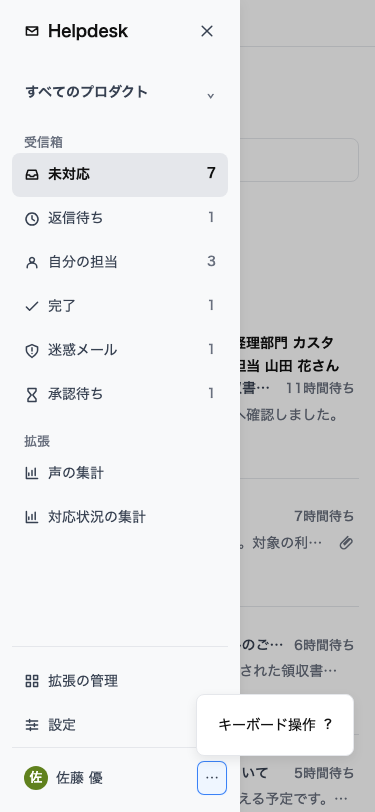 Helpdesk
すべてのプロダクト
受信箱
未対応 7
返信待ち 1
自分の担当 3
完了 1
迷惑メール 1
承認待ち 1
拡張
声の集計
対応状況の集計
拡張の管理
設定
佐 佐藤 優
キーボード操作 ?
経理部門 カスタ
担当 山田 花さん
書… 11時間待ち
へ確認しました。
7時間待ち
。対象の利…
のご… 6時間待ち
された領収書…
いて 5時間待ち
える予定です。…